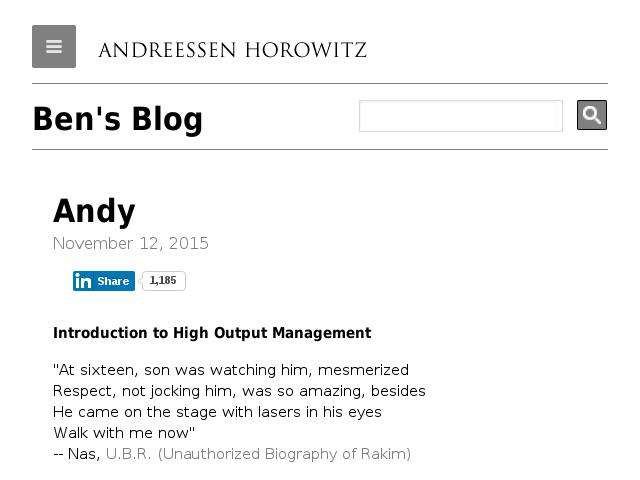 ANDREESSEN HOROWITZ
Ben's Blog
Andy
November 12, 2015
in Share 1,185
Introduction to High Output Management
"At sixteen, son was watching him, mesmerized
Respect, not jocking him, was so amazing, besides
He came on the stage with lasers in his eyes
Walk with me now"
-- Nas, U.B.R. (Unauthorized Biography of Rakim)